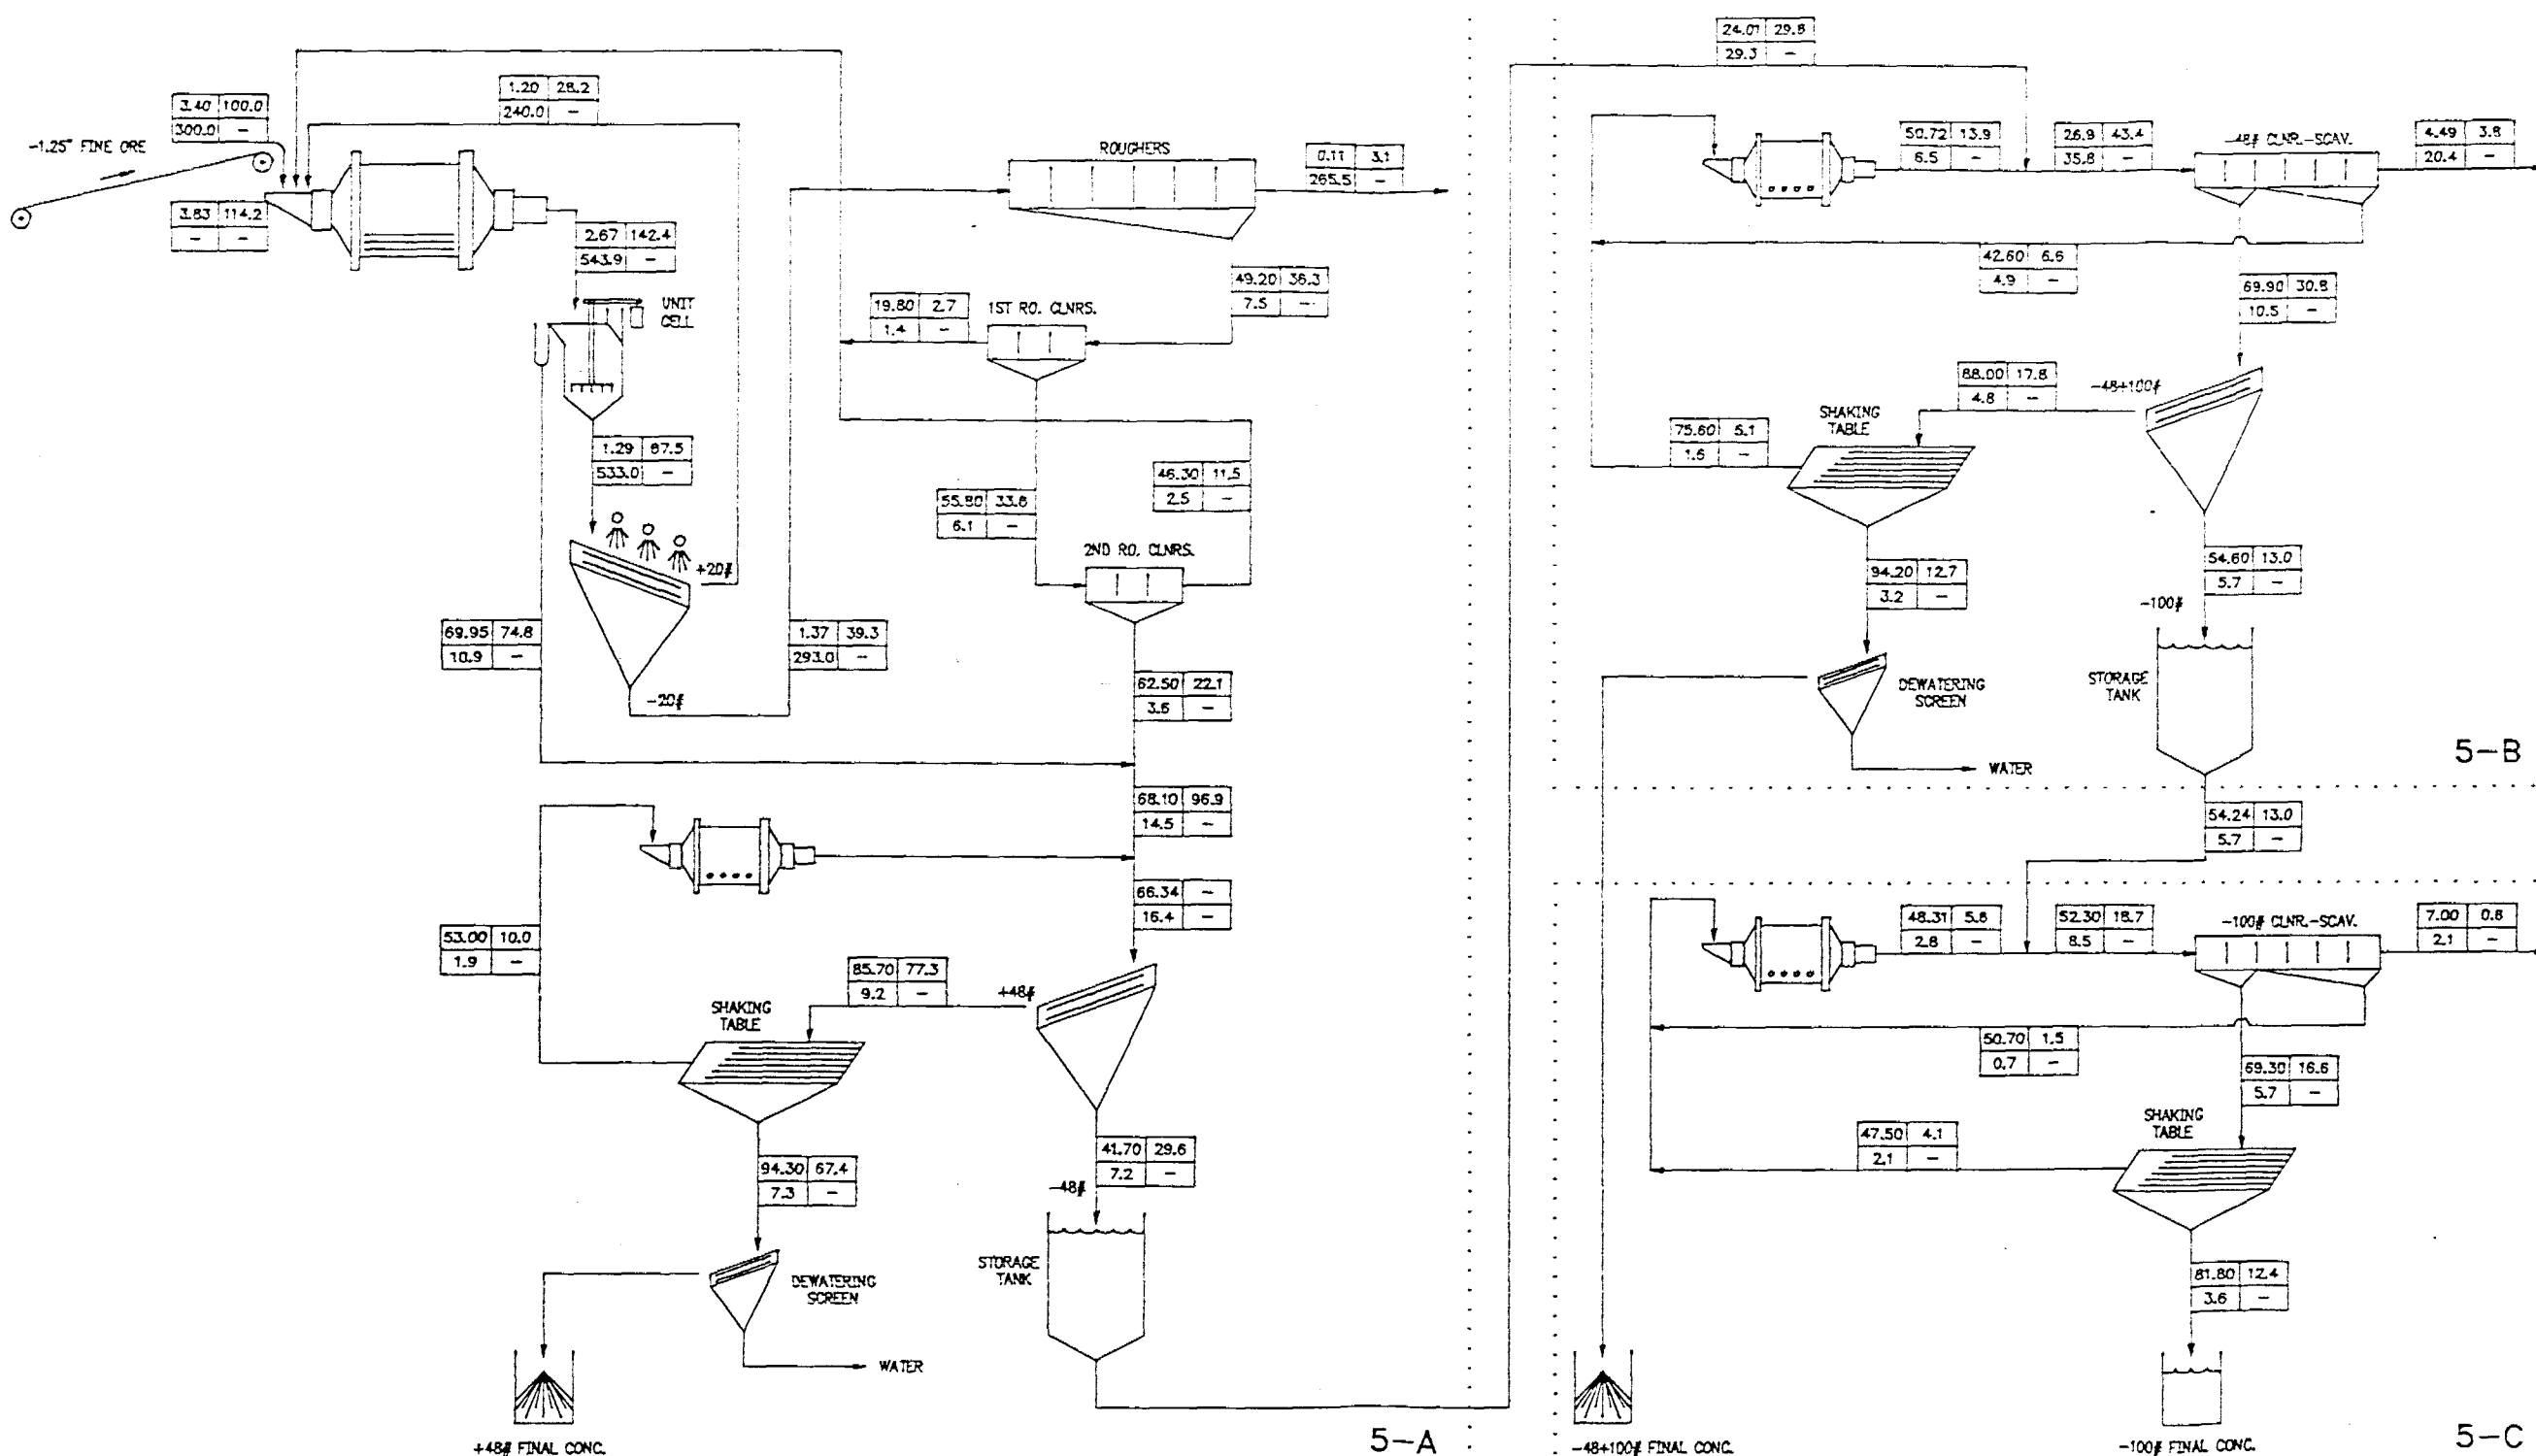 3.40 100.0
300.0 –
-1.25" FINE ORE
3.83 114.2
– –
1.20 28.2
240.0 –
2.67 142.4
543.9 –
UNIT
CELL
1.29 87.5
533.0 –
+20#
-20#
69.95 74.8
10.9 –
1.37 39.3
293.0 –
ROUGHERS
0.11 3.1
265.5 –
49.20 36.3
7.5 –
19.80 2.7
1.4 –
1ST RO. CLNRS.
55.80 33.8
6.1 –
46.30 11.5
2.5 –
2ND RO. CLNRS.
62.50 22.1
3.6 –
68.10 96.9
14.5 –
66.34 –
16.4 –
53.00 10.0
1.9 –
85.70 77.3
9.2 –
+48#
SHAKING
TABLE
94.30 67.4
7.3 –
41.70 29.6
7.2 –
-48#
DEWATERING
SCREEN
STORAGE
TANK
WATER
+48# FINAL CONC.
5-A
24.01 29.8
29.3 –
50.72 13.9
6.5 –
26.9 43.4
35.8 –
-48# CLNR.-SCAV.
4.49 3.8
20.4 –
42.60 6.6
4.9 –
69.90 30.8
10.5 –
88.00 17.8
4.8 –
-48+100#
SHAKING
TABLE
75.60 5.1
1.6 –
94.20 12.7
3.2 –
54.60 13.0
5.7 –
-100#
DEWATERING
SCREEN
STORAGE
TANK
WATER
5-B
54.24 13.0
5.7 –
48.31 5.6
2.8 –
52.30 18.7
8.5 –
-100# CLNR.-SCAV.
7.00 0.8
2.1 –
50.70 1.5
0.7 –
69.30 16.6
5.7 –
SHAKING
TABLE
47.50 4.1
2.1 –
81.80 12.4
3.6 –
-48+100# FINAL CONC.
-100# FINAL CONC.
5-C